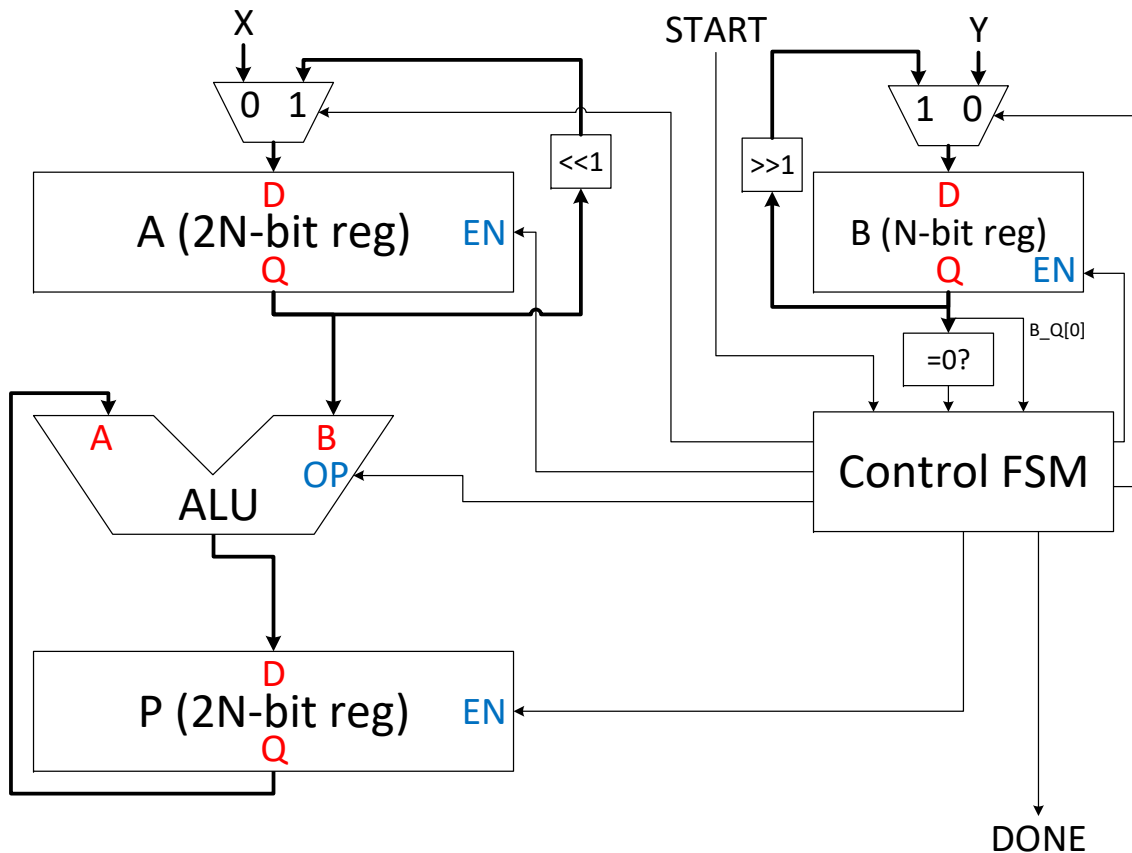 X
START
Y
0 1
1 0
<<1
>>1
D
A (2N-bit reg)
EN
Q
D
B (N-bit reg)
Q
EN
B_Q[0]
=0?
A
B
OP
ALU
Control FSM
D
P (2N-bit reg)
EN
Q
DONE